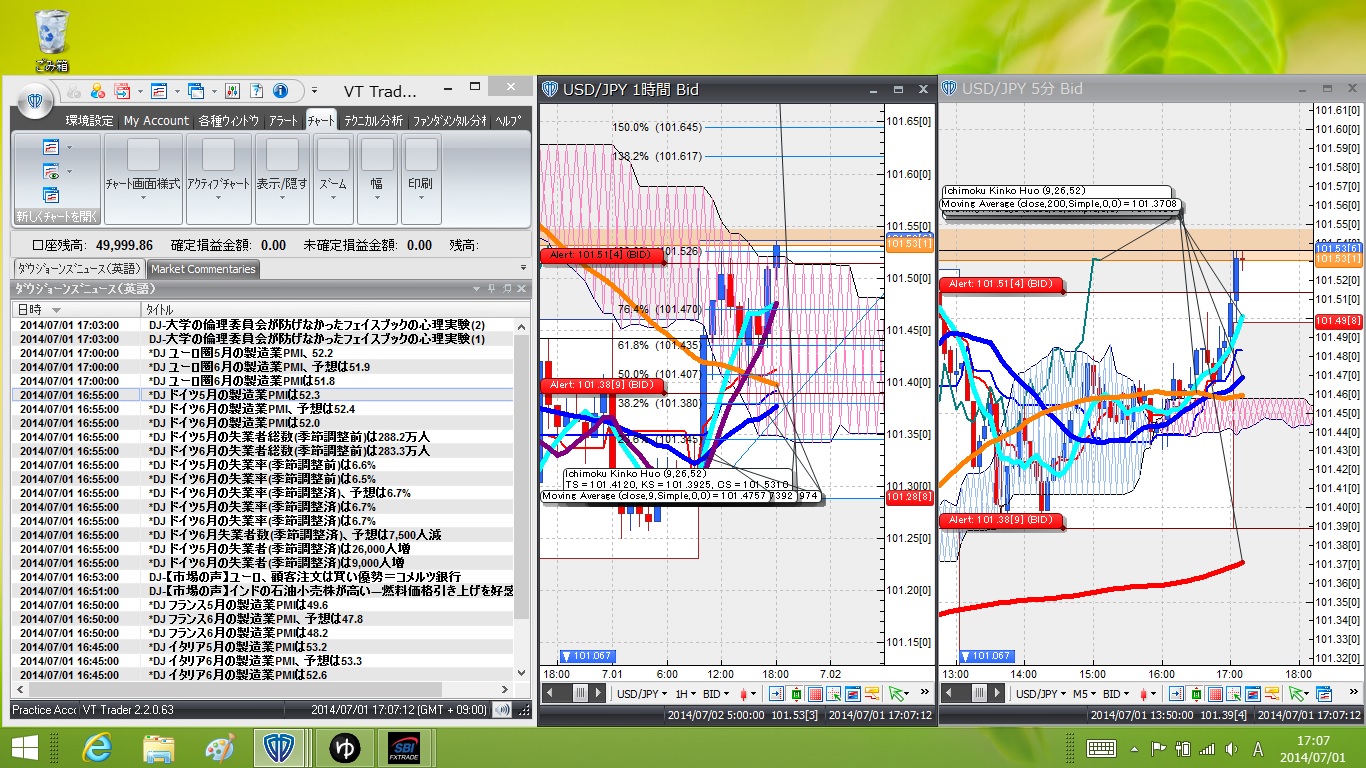 ごみ箱
VT Trad...
環境設定 My Account 各種ウィンドウ アラート チャート テクニカル分析 ファンダメンタル分析 ヘルプ
新しくチャートを開く
チャート画面様式 アクティブチャート 表示/隠す ズーム 幅 印刷
口座残高: 49,999.86 確定損益金額: 0.00 未確定損益金額: 0.00 残高:
ダウジョーンズニュース(英語) Market Commentaries
ダウジョーンズニュース(英語)
日時 タイトル
2014/07/01 17:03:00 DJ-大学の倫理委員会が防げなかったフェイスブックの心理実験(2)
2014/07/01 17:03:00 DJ-大学の倫理委員会が防げなかったフェイスブックの心理実験(1)
2014/07/01 17:00:00 *DJ ユーロ圏5月の製造業PMI、52.2
2014/07/01 17:00:00 *DJ ユーロ圏6月の製造業PMI、予想は51.9
2014/07/01 17:00:00 *DJ ユーロ圏6月の製造業PMIは51.8
2014/07/01 16:55:00 *DJ ドイツ5月の製造業PMIは52.3
2014/07/01 16:55:00 *DJ ドイツ6月の製造業PMI、予想は52.4
2014/07/01 16:55:00 *DJ ドイツ6月の製造業PMIは52.0
2014/07/01 16:55:00 *DJ ドイツ5月の失業者総数(季節調整前)は288.2万人
2014/07/01 16:55:00 *DJ ドイツ6月の失業者総数(季節調整前)は283.3万人
2014/07/01 16:55:00 *DJ ドイツ5月の失業率(季節調整前)は6.6%
2014/07/01 16:55:00 *DJ ドイツ6月の失業率(季節調整前)は6.5%
2014/07/01 16:55:00 *DJ ドイツ6月の失業率(季節調整済)、予想は6.7%
2014/07/01 16:55:00 *DJ ドイツ5月の失業率(季節調整済)は6.7%
2014/07/01 16:55:00 *DJ ドイツ6月の失業率(季節調整済)は6.7%
2014/07/01 16:55:00 *DJ ドイツ6月失業者数(季節調整済)、予想は7,500人減
2014/07/01 16:55:00 *DJ ドイツ5月の失業者(季節調整済)は26,000人増
2014/07/01 16:55:00 *DJ ドイツ6月の失業者(季節調整済)は9,000人増
2014/07/01 16:53:00 DJ-【市場の声】ユーロ、顧客注文は買い優勢=コメルツ銀行
2014/07/01 16:51:00 DJ-【市場の声】インドの石油小売株が高い—燃料価格引き上げを好感
2014/07/01 16:50:00 *DJ フランス5月の製造業PMIは49.6
2014/07/01 16:50:00 *DJ フランス6月の製造業PMI、予想は47.8
2014/07/01 16:50:00 *DJ フランス6月の製造業PMIは48.2
2014/07/01 16:45:00 *DJ イタリア5月の製造業PMIは53.2
2014/07/01 16:45:00 *DJ イタリア6月の製造業PMI、予想は53.3
2014/07/01 16:45:00 *DJ イタリア6月の製造業PMIは52.6
Practice Acc VT Trader 2.2.0.63 2014/07/01 17:07:12 (GMT + 09:00)
USD/JPY 1時間 Bid
150.0% (101.645)
138.2% (101.617)
Alert: 101.51[4] (BID)
76.4% (101.470)
61.8% (101.435)
50.0% (101.407)
Alert: 101.38[9] (BID)
38.2% (101.380)
Ichimoku Kinko Huo (9,26,52)
TS = 101.4120, KS = 101.3925, CS = 101.5310
Moving Average (close,9,Simple,0,0) = 101.4757
101.65[0]
101.60[0]
101.55[0]
101.53[1]
101.50[0]
101.45[0]
101.40[0]
101.35[0]
101.30[0]
101.28[8]
101.25[0]
101.20[0]
101.15[0]
▼ 101.067
18:00 7.01 6:00 12:00 18:00 7.02
USD/JPY 1H BID
2014/07/02 5:00:00 101.53[3] 2014/07/01 17:07:12
USD/JPY 5分 Bid
Ichimoku Kinko Huo (9,26,52)
Moving Average (close,200,Simple,0,0) = 101.3708
Alert: 101.51[4] (BID)
Alert: 101.38[9] (BID)
101.61[0]
101.60[0]
101.59[0]
101.58[0]
101.57[0]
101.56[0]
101.55[0]
101.53[6]
101.53[1]
101.51[0]
101.49[8]
101.48[0]
101.47[0]
101.46[0]
101.45[0]
101.44[0]
101.43[0]
101.42[0]
101.41[0]
101.40[0]
101.39[0]
101.37[0]
101.36[0]
101.35[0]
101.34[0]
101.33[0]
101.32[0]
▼ 101.067
13:00 14:00 15:00 16:00 17:00 18:00
USD/JPY M5 BID
2014/07/01 13:50:00 101.39[4] 2014/07/01 17:07:12
ゆ
SBI
FXTRADE
A
17:07
2014/07/01